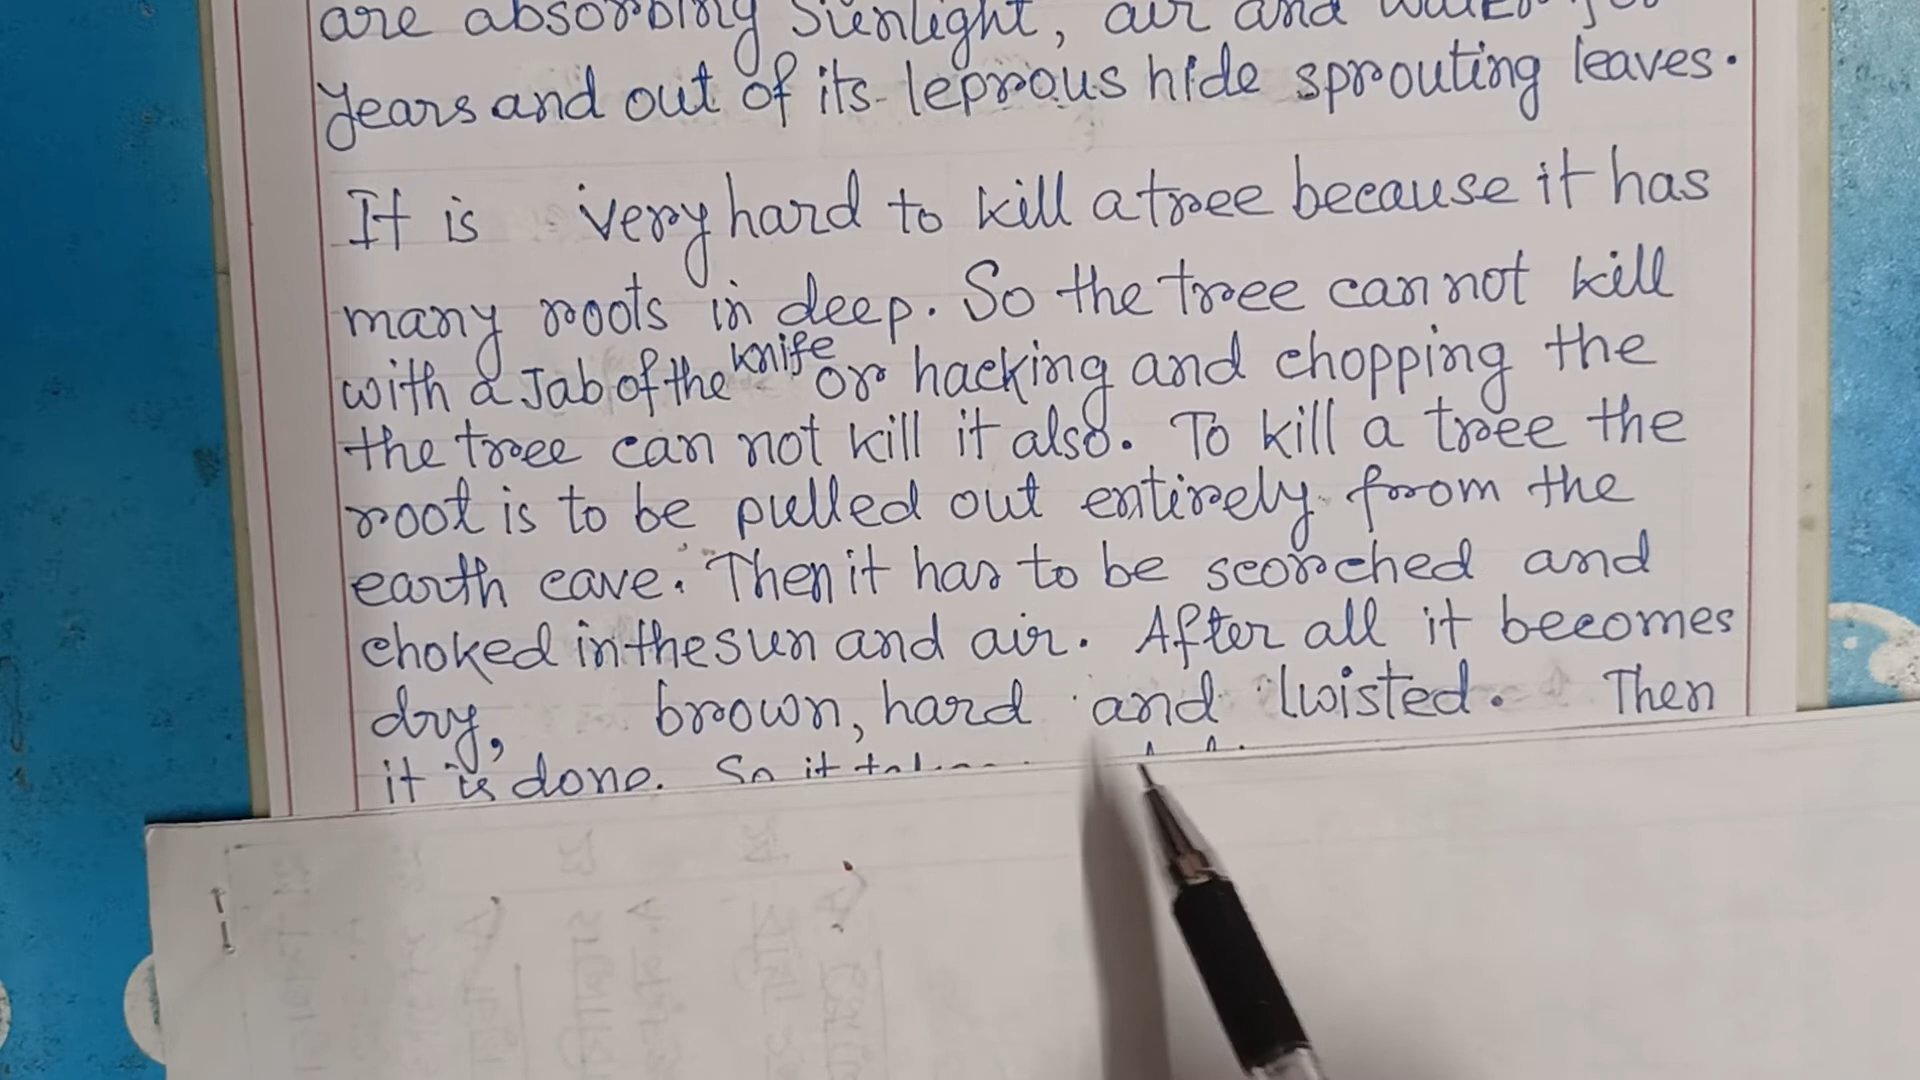 are absorbing sunlight, air and water for
years and out of its leprous hide sprouting leaves.
It is very hard to kill a tree because it has
many roots in deep. So the tree can not kill
with a Jab of the knife or hacking and chopping the
the tree can not kill it also. To kill a tree the
root is to be pulled out entirely from the
earth cave. Then it has to be scorched and
choked in the sun and air. After all it becomes
dry, brown, hard and twisted. Then
it is done. So it